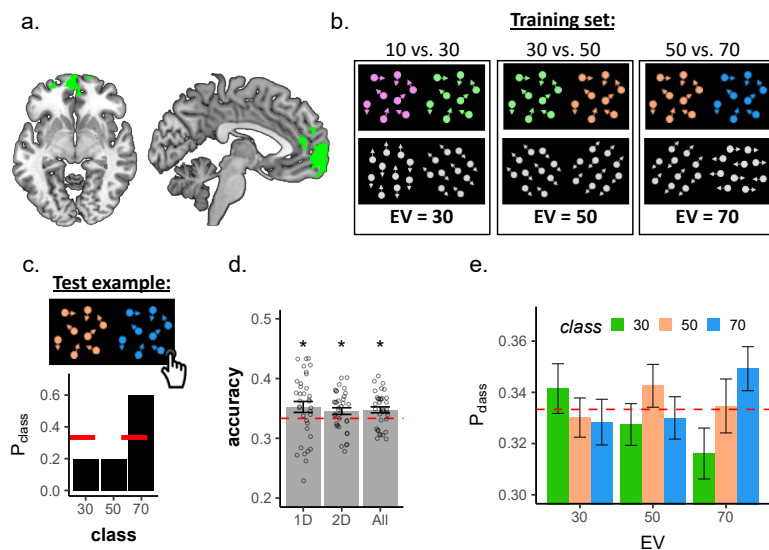 a.
b.
Training set:
10 vs. 30
30 vs. 50
50 vs. 70
EV = 30
EV = 50
EV = 70
c.
Test example:
P_class
0.6
0.4
0.2
0.0
30 50 70
class
d.
accuracy
0.5
0.4
0.3
0.2
* * *
1D 2D All
e.
class 30 50 70
P_class
0.36
0.34
0.32
0.30
30 50 70
EV